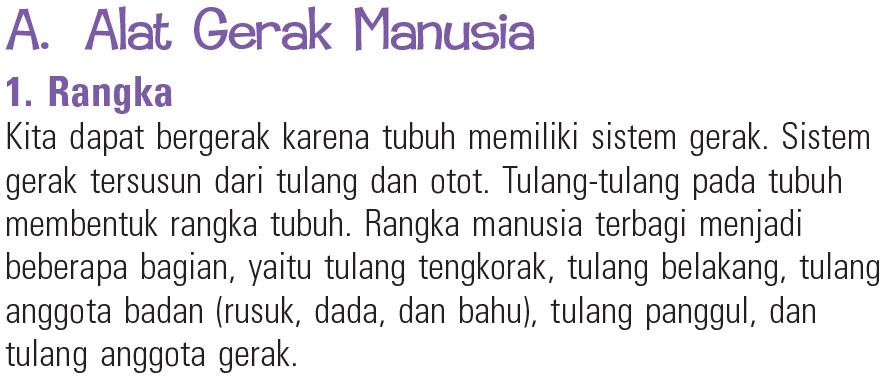 A. Alat Gerak Manusia
1. Rangka
Kita dapat bergerak karena tubuh memiliki sistem gerak. Sistem
gerak tersusun dari tulang dan otot. Tulang-tulang pada tubuh
membentuk rangka tubuh. Rangka manusia terbagi menjadi
beberapa bagian, yaitu tulang tengkorak, tulang belakang, tulang
anggota badan (rusuk, dada, dan bahu), tulang panggul, dan
tulang anggota gerak.